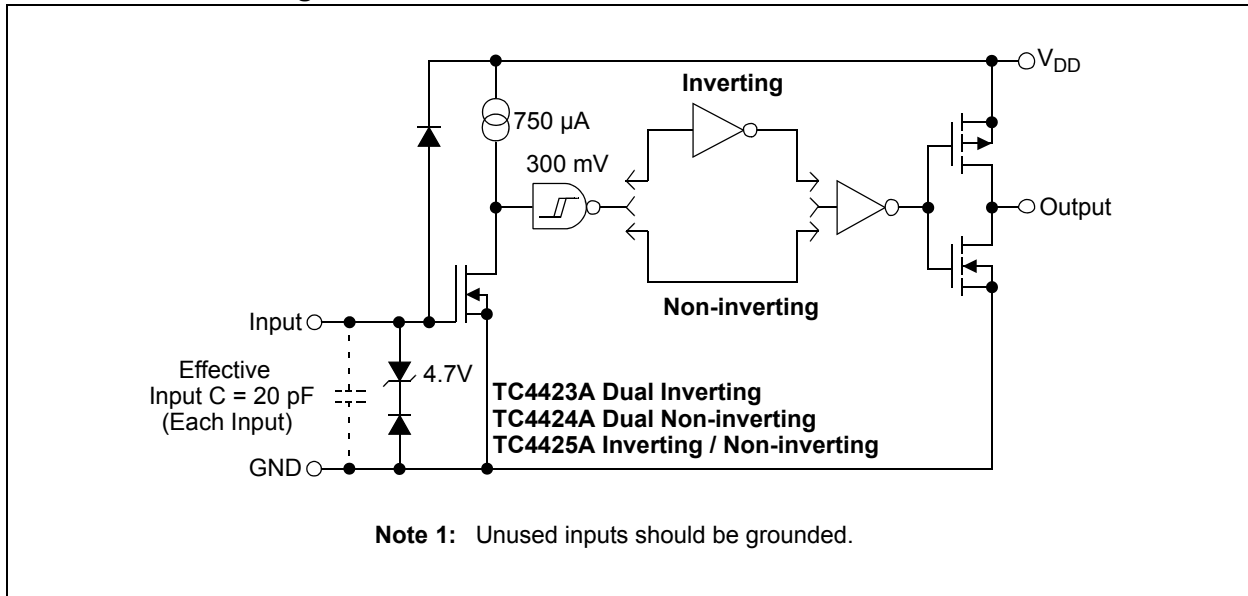 V_DD
Inverting
750 µA
300 mV
Output
Non-inverting
Input
Effective
Input C = 20 pF
(Each Input)
4.7V
TC4423A Dual Inverting
TC4424A Dual Non-inverting
TC4425A Inverting / Non-inverting
GND
Note 1: Unused inputs should be grounded.